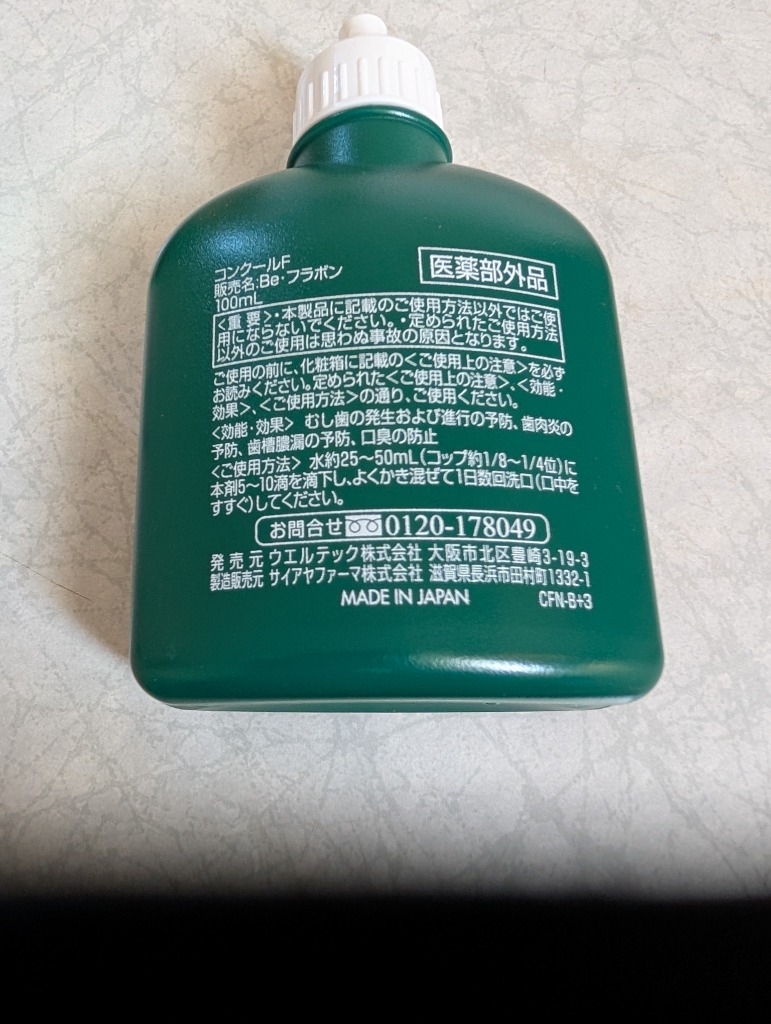 コンクールF
医薬部外品
販売名:Be・フラボン
100mL
〈重要〉・本製品に記載のご使用方法以外ではご使
用にならないでください。・定められたご使用方法
以外のご使用は思わぬ事故の原因となります。
ご使用の前に、化粧箱に記載の〈ご使用上の注意〉を必ず
お読みください。定められた〈ご使用上の注意〉、〈効能・
効果〉、〈ご使用方法〉の通り、ご使用ください。
〈効能・効果〉 むし歯の発生および進行の予防、歯肉炎の
予防、歯槽膿漏の予防、口臭の防止
〈ご使用方法〉 水約25〜50mL(コップ約1/8〜1/4位)に
本剤5〜10滴を滴下し、よくかき混ぜて1日数回洗口(口中を
すすぐ)してください。
お問合せ 0120-178049
発売元 ウエルテック株式会社 大阪市北区豊崎3-19-3
製造販売元 サイアヤファーマ株式会社 滋賀県長浜市田村町1332-1
MADE IN JAPAN CFN-B+3